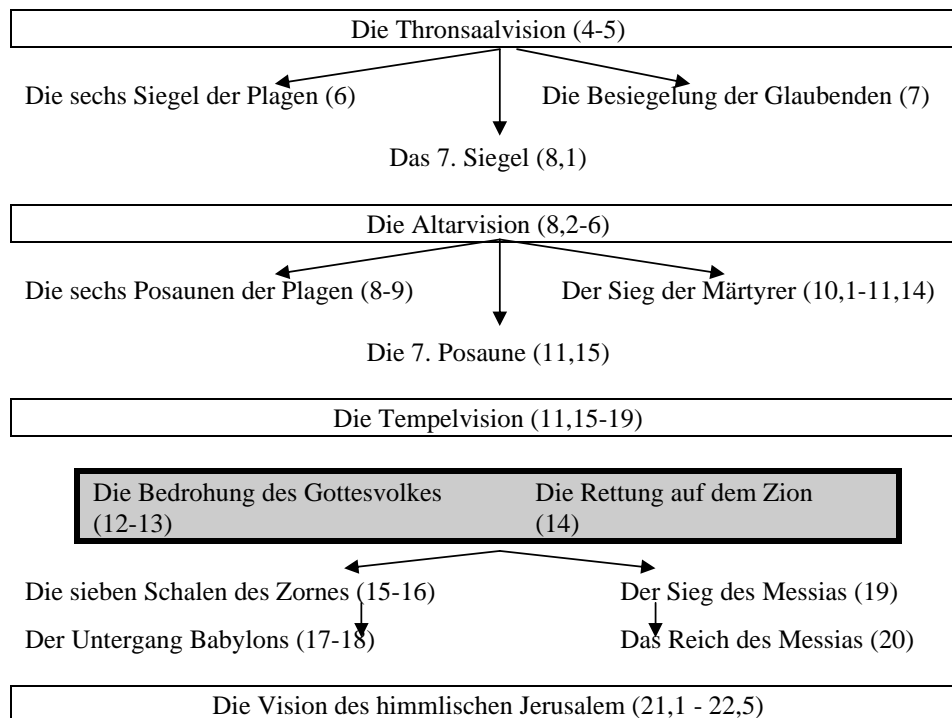 Die Thronsaalvision (4-5)
Die sechs Siegel der Plagen (6)
Die Besiegelung der Glaubenden (7)
Das 7. Siegel (8,1)
Die Altarvision (8,2-6)
Die sechs Posaunen der Plagen (8-9)
Der Sieg der Märtyrer (10,1-11,14)
Die 7. Posaune (11,15)
Die Tempelvision (11,15-19)
Die Bedrohung des Gottesvolkes
(12-13)
Die Rettung auf dem Zion
(14)
Die sieben Schalen des Zornes (15-16)
Der Sieg des Messias (19)
Der Untergang Babylons (17-18)
Das Reich des Messias (20)
Die Vision des himmlischen Jerusalem (21,1 - 22,5)